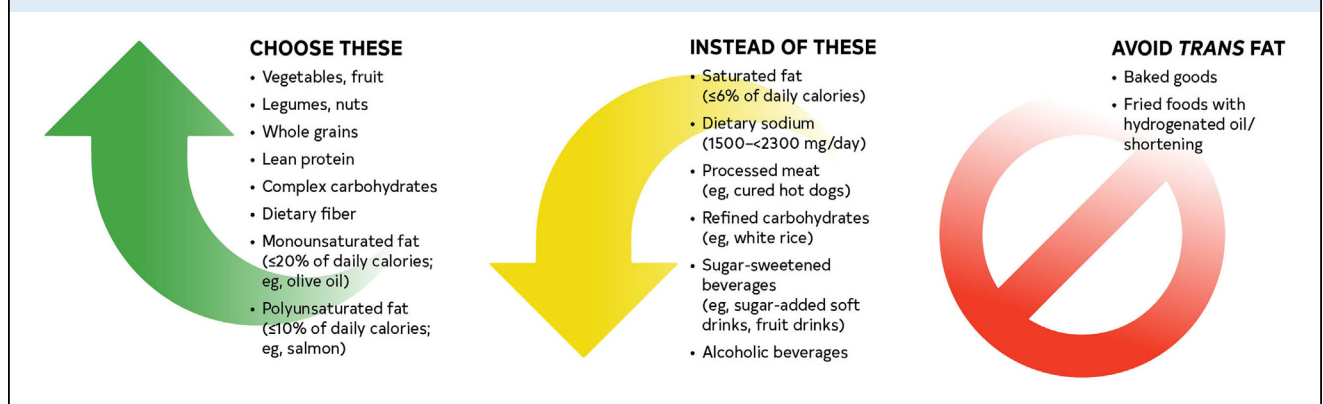 CHOOSE THESE
• Vegetables, fruit
• Legumes, nuts
• Whole grains
• Lean protein
• Complex carbohydrates
• Dietary fiber
• Monounsaturated fat
(≤20% of daily calories;
eg, olive oil)
• Polyunsaturated fat
(≤10% of daily calories;
eg, salmon)
INSTEAD OF THESE
• Saturated fat
(≤6% of daily calories)
• Dietary sodium
(1500–<2300 mg/day)
• Processed meat
(eg, cured hot dogs)
• Refined carbohydrates
(eg, white rice)
• Sugar-sweetened
beverages
(eg, sugar-added soft
drinks, fruit drinks)
• Alcoholic beverages
AVOID TRANS FAT
• Baked goods
• Fried foods with
hydrogenated oil/
shortening